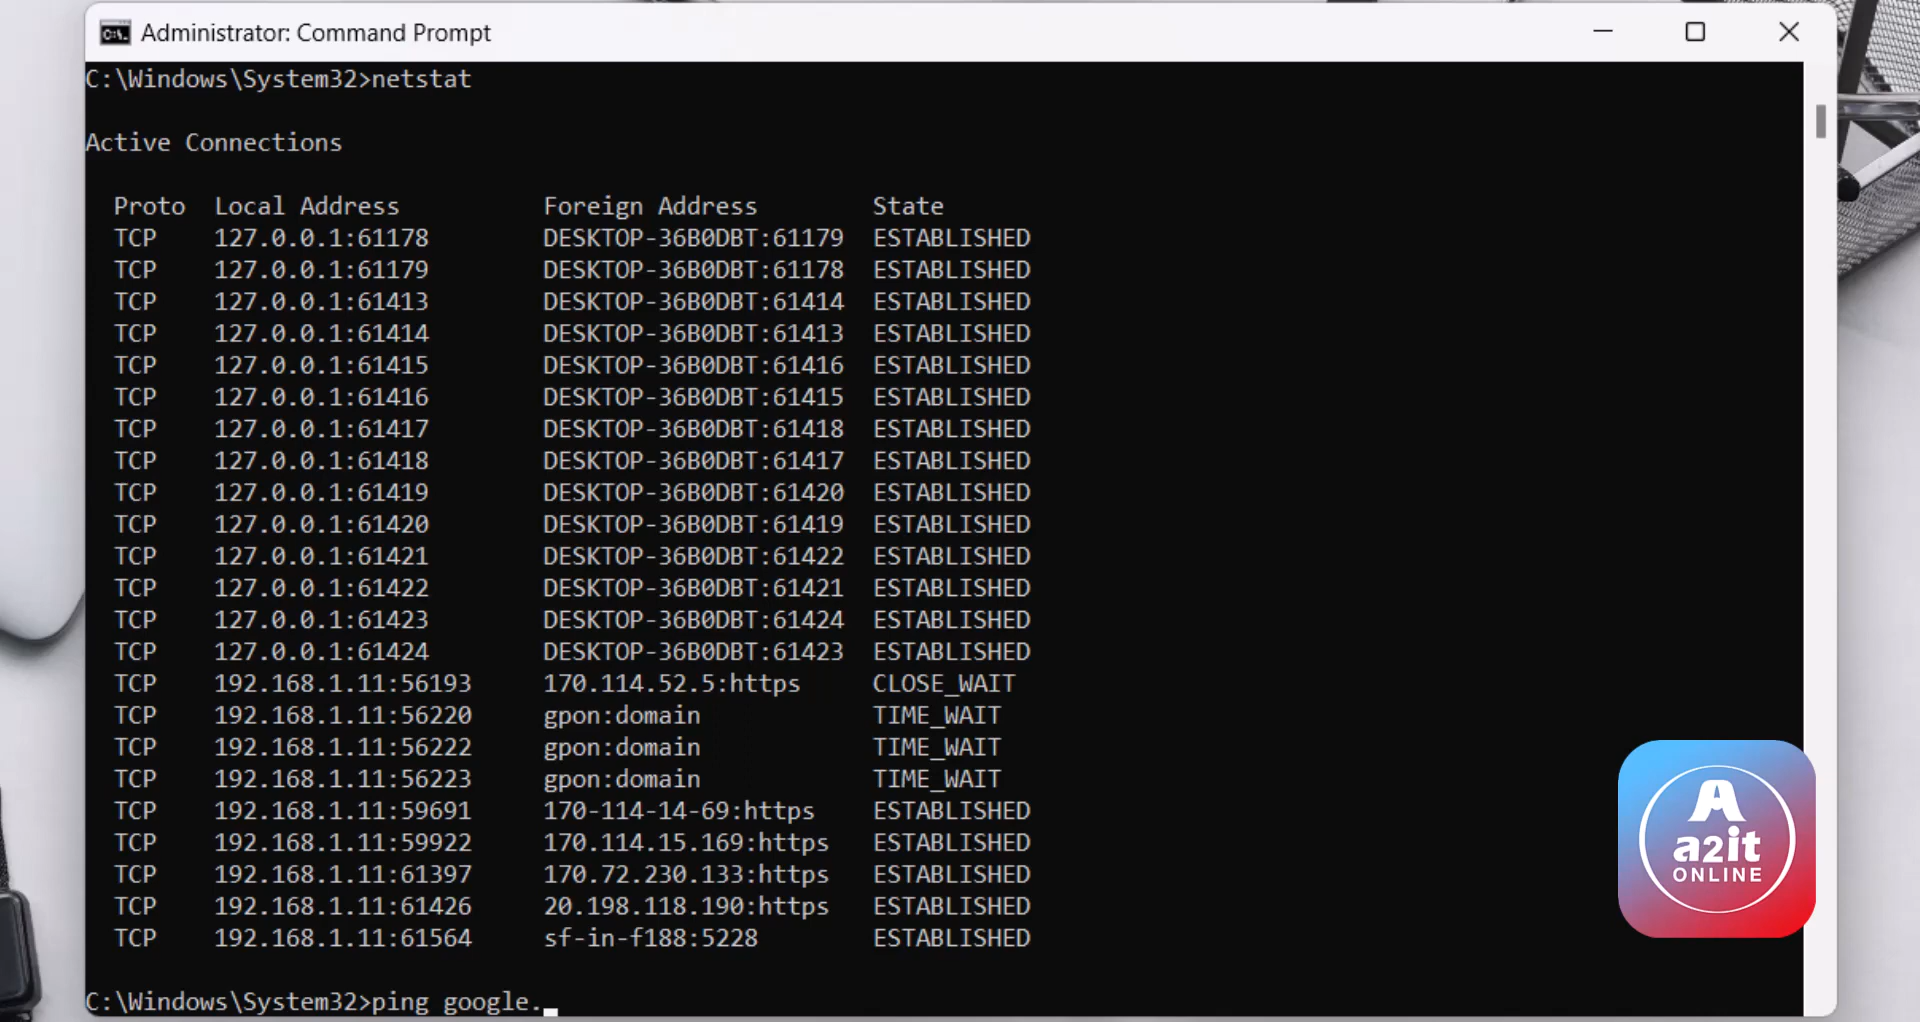 Administrator: Command Prompt
C:\Windows\System32>netstat
Active Connections
Proto Local Address Foreign Address State
TCP 127.0.0.1:61178 DESKTOP-36B0DBT:61179 ESTABLISHED
TCP 127.0.0.1:61179 DESKTOP-36B0DBT:61178 ESTABLISHED
TCP 127.0.0.1:61413 DESKTOP-36B0DBT:61414 ESTABLISHED
TCP 127.0.0.1:61414 DESKTOP-36B0DBT:61413 ESTABLISHED
TCP 127.0.0.1:61415 DESKTOP-36B0DBT:61416 ESTABLISHED
TCP 127.0.0.1:61416 DESKTOP-36B0DBT:61415 ESTABLISHED
TCP 127.0.0.1:61417 DESKTOP-36B0DBT:61418 ESTABLISHED
TCP 127.0.0.1:61418 DESKTOP-36B0DBT:61417 ESTABLISHED
TCP 127.0.0.1:61419 DESKTOP-36B0DBT:61420 ESTABLISHED
TCP 127.0.0.1:61420 DESKTOP-36B0DBT:61419 ESTABLISHED
TCP 127.0.0.1:61421 DESKTOP-36B0DBT:61422 ESTABLISHED
TCP 127.0.0.1:61422 DESKTOP-36B0DBT:61421 ESTABLISHED
TCP 127.0.0.1:61423 DESKTOP-36B0DBT:61424 ESTABLISHED
TCP 127.0.0.1:61424 DESKTOP-36B0DBT:61423 ESTABLISHED
TCP 192.168.1.11:56193 170.114.52.5:https CLOSE_WAIT
TCP 192.168.1.11:56220 gpon:domain TIME_WAIT
TCP 192.168.1.11:56222 gpon:domain TIME_WAIT
TCP 192.168.1.11:56223 gpon:domain TIME_WAIT
TCP 192.168.1.11:59691 170-114-14-69:https ESTABLISHED
TCP 192.168.1.11:59922 170.114.15.169:https ESTABLISHED
TCP 192.168.1.11:61397 170.72.230.133:https ESTABLISHED
TCP 192.168.1.11:61426 20.198.118.190:https ESTABLISHED
TCP 192.168.1.11:61564 sf-in-f188:5228 ESTABLISHED
C:\Windows\System32>ping google.
A
a2it
ONLINE